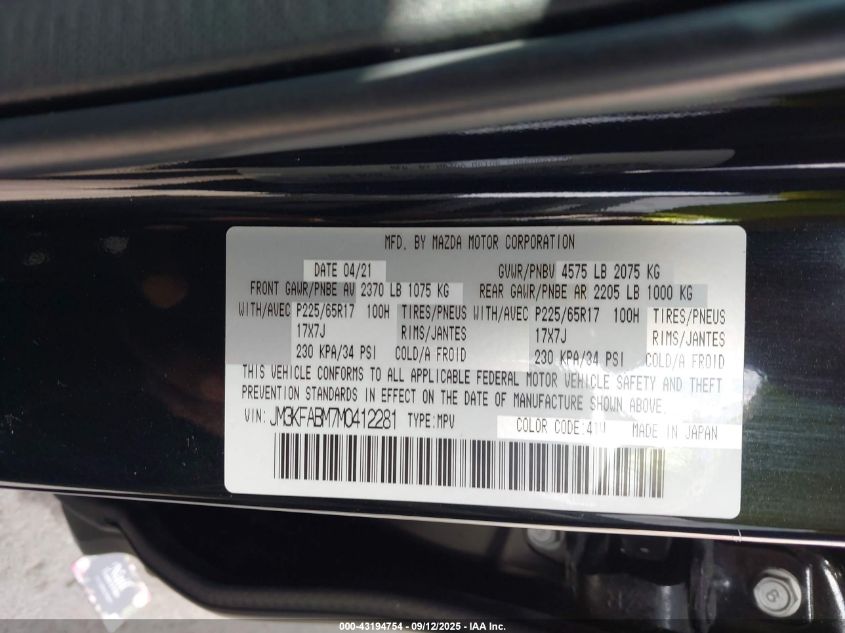 MFD. BY MAZDA MOTOR CORPORATION
DATE 04/21 GVWR/PNBV 4575 LB 2075 KG
FRONT GAWR/PNBE AV 2370 LB 1075 KG REAR GAWR/PNBE AR 2205 LB 1000 KG
WITH/AVEC P225/65R17 100H TIRES/PNEUS WITH/AVEC P225/65R17 100H TIRES/PNEUS
17X7J RIMS/JANTES 17X7J RIMS/JANTES
230 KPA/34 PSI COLD/A FROID 230 KPA/34 PSI COLD/A FROID
THIS VEHICLE CONFORMS TO ALL APPLICABLE FEDERAL MOTOR VEHICLE SAFETY AND THEFT
PREVENTION STANDARDS IN EFFECT ON THE DATE OF MANUFACTURE SHOWN ABOVE.
VIN: JM3KFABM7M0412281 TYPE:MPV COLOR CODE:41V MADE IN JAPAN
8
000-43194754 - 09/12/2025 - IAA Inc.